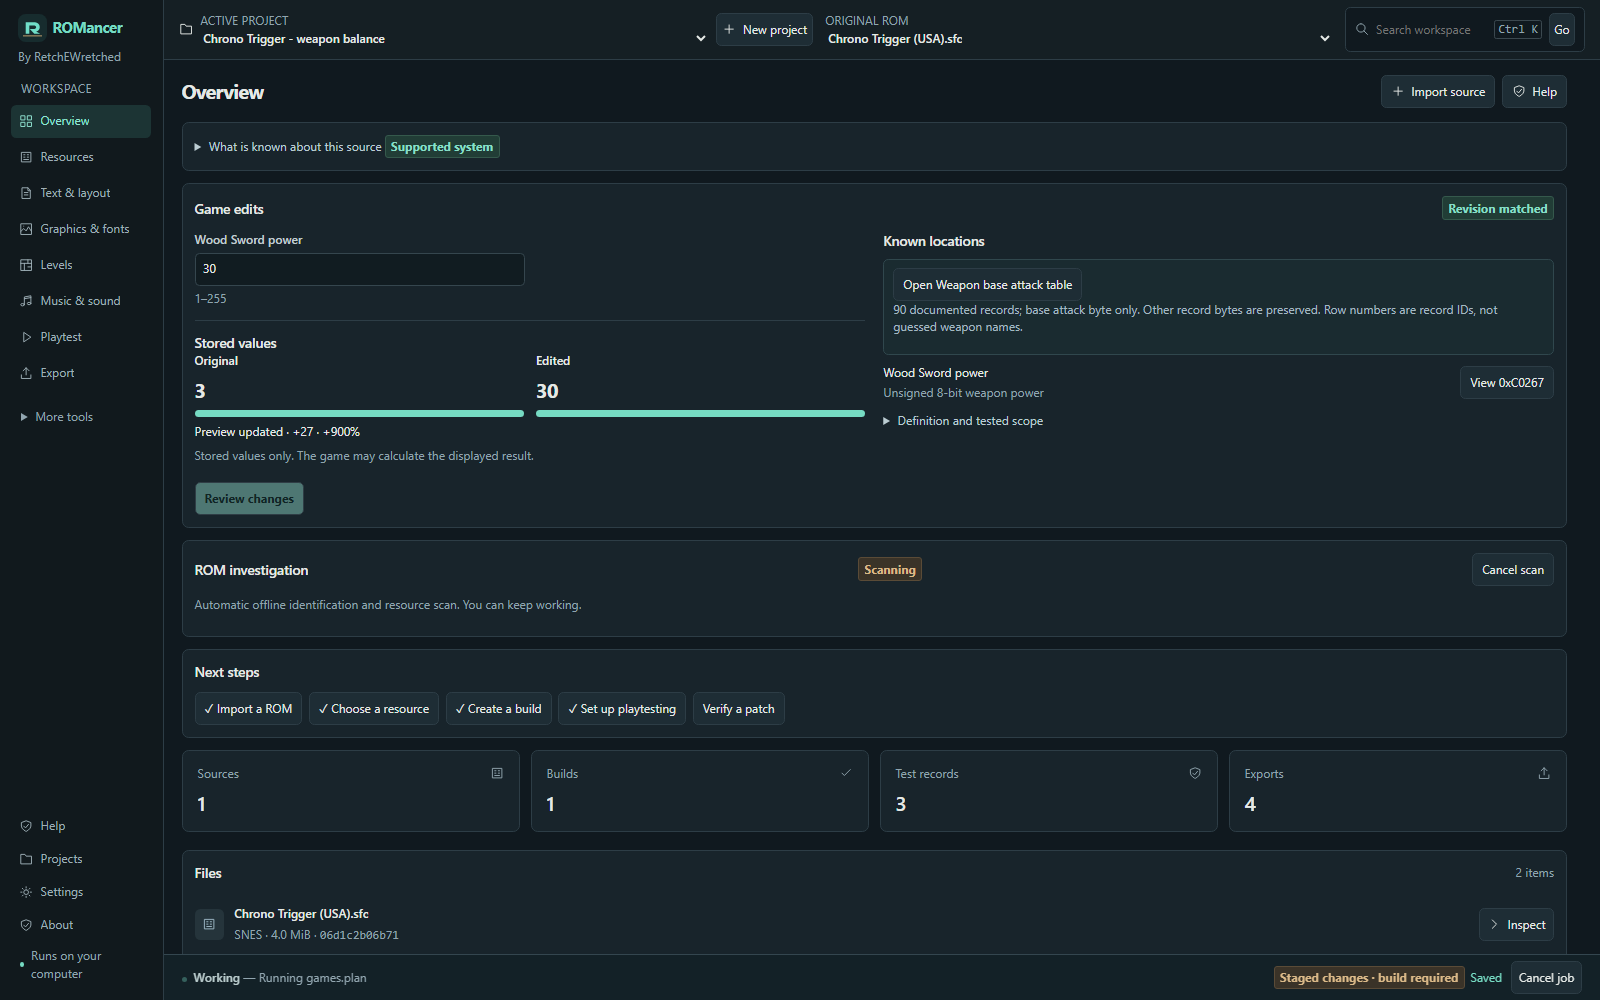 ROMancer
By RetchEWretched
WORKSPACE
Overview
Resources
Text & layout
Graphics & fonts
Levels
Music & sound
Playtest
Export
More tools
Help
Projects
Settings
About
Runs on your
computer
ACTIVE PROJECT
Chrono Trigger - weapon balance
New project
ORIGINAL ROM
Chrono Trigger (USA).sfc
Search workspace
Ctrl K
Go
Overview
Import source
Help
What is known about this source Supported system
Game edits
Revision matched
Wood Sword power
30
1–255
Stored values
Original
Edited
3
30
Preview updated · +27 · +900%
Stored values only. The game may calculate the displayed result.
Review changes
Known locations
Open Weapon base attack table
90 documented records; base attack byte only. Other record bytes are preserved. Row numbers are record IDs, not
guessed weapon names.
Wood Sword power
Unsigned 8-bit weapon power
View 0xC0267
Definition and tested scope
ROM investigation
Scanning
Cancel scan
Automatic offline identification and resource scan. You can keep working.
Next steps
✓ Import a ROM
✓ Choose a resource
✓ Create a build
✓ Set up playtesting
Verify a patch
Sources
1
Builds
1
Test records
3
Exports
4
Files
2 items
Chrono Trigger (USA).sfc
SNES · 4.0 MiB · 06d1c2b06b71
Inspect
Working — Running games.plan
Staged changes · build required
Saved
Cancel job